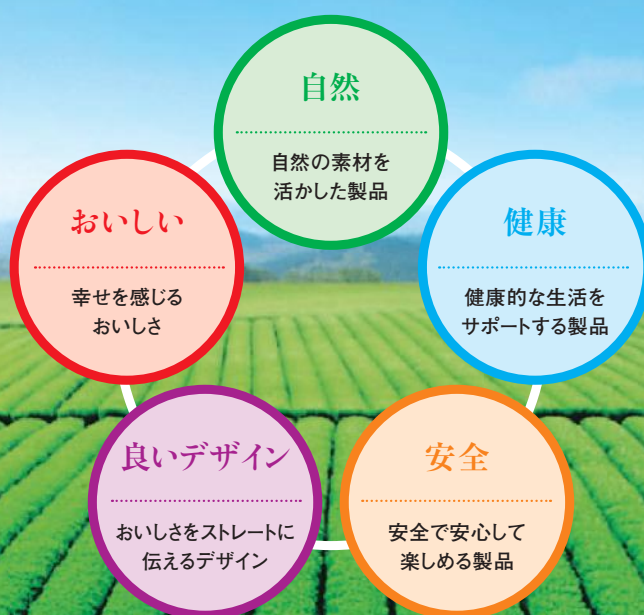 自然
自然の素材を
活かした製品
健康
健康的な生活を
サポートする製品
安全
安全で安心して
楽しめる製品
良いデザイン
おいしさをストレートに
伝えるデザイン
おいしい
幸せを感じる
おいしさ